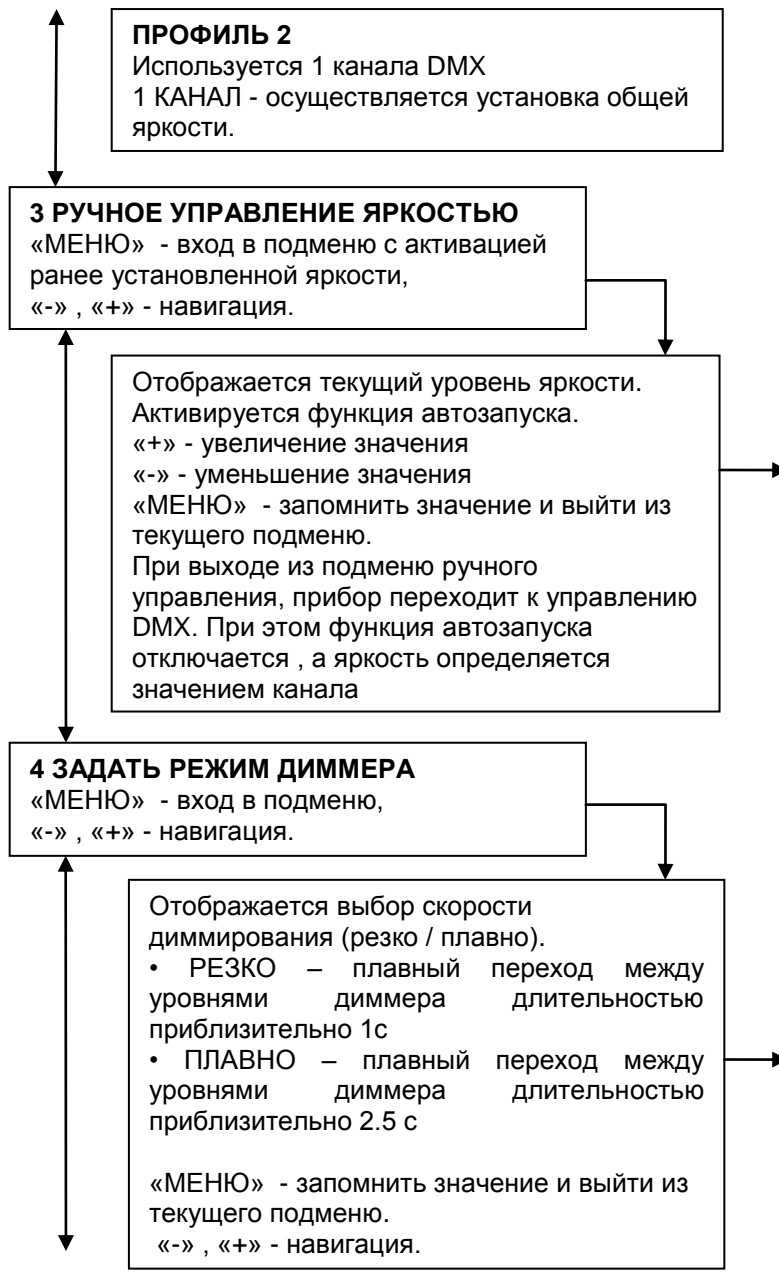 ПРОФИЛЬ 2
Используется 1 канала DMX
1 КАНАЛ - осуществляется установка общей
яркости.
3 РУЧНОЕ УПРАВЛЕНИЕ ЯРКОСТЬЮ
«МЕНЮ»  - вход в подменю с активацией
ранее установленной яркости,
«-» , «+» - навигация.
Отображается текущий уровень яркости.
Активируется функция автозапуска.
«+» - увеличение значения
«-» - уменьшение значения
«МЕНЮ»  - запомнить значение и выйти из
текущего подменю.
При выходе из подменю ручного
управления, прибор переходит к управлению
DMX. При этом функция автозапуска
отключается , а яркость определяется
значением канала
4 ЗАДАТЬ РЕЖИМ ДИММЕРА
«МЕНЮ»  - вход в подменю,
«-» , «+» - навигация.
Отображается выбор скорости
диммирования (резко / плавно).
• РЕЗКО – плавный переход между
уровнями диммера длительностью
приблизительно 1с
• ПЛАВНО – плавный переход между
уровнями диммера длительностью
приблизительно 2.5 с
«МЕНЮ»  - запомнить значение и выйти из
текущего подменю.
«-» , «+» - навигация.